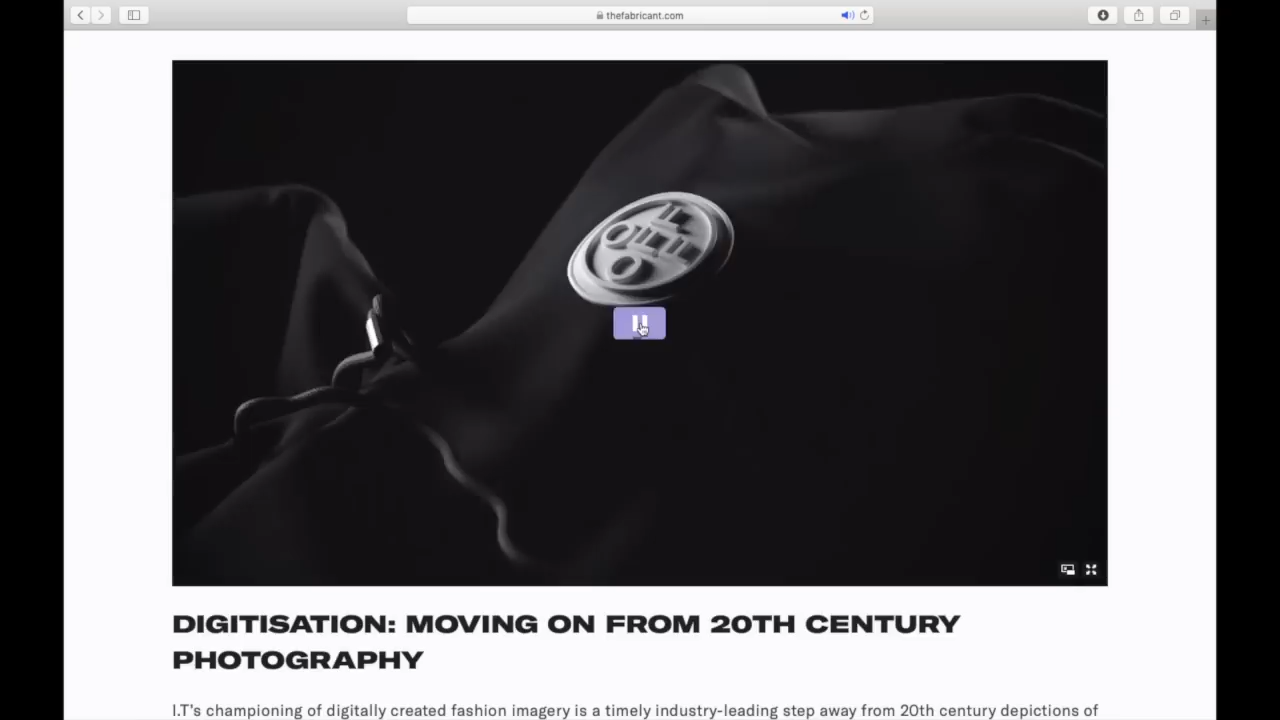 thefabricant.com
DIGITISATION: MOVING ON FROM 20TH CENTURY
PHOTOGRAPHY
I.T's championing of digitally created fashion imagery is a timely industry-leading step away from 20th century depictions of